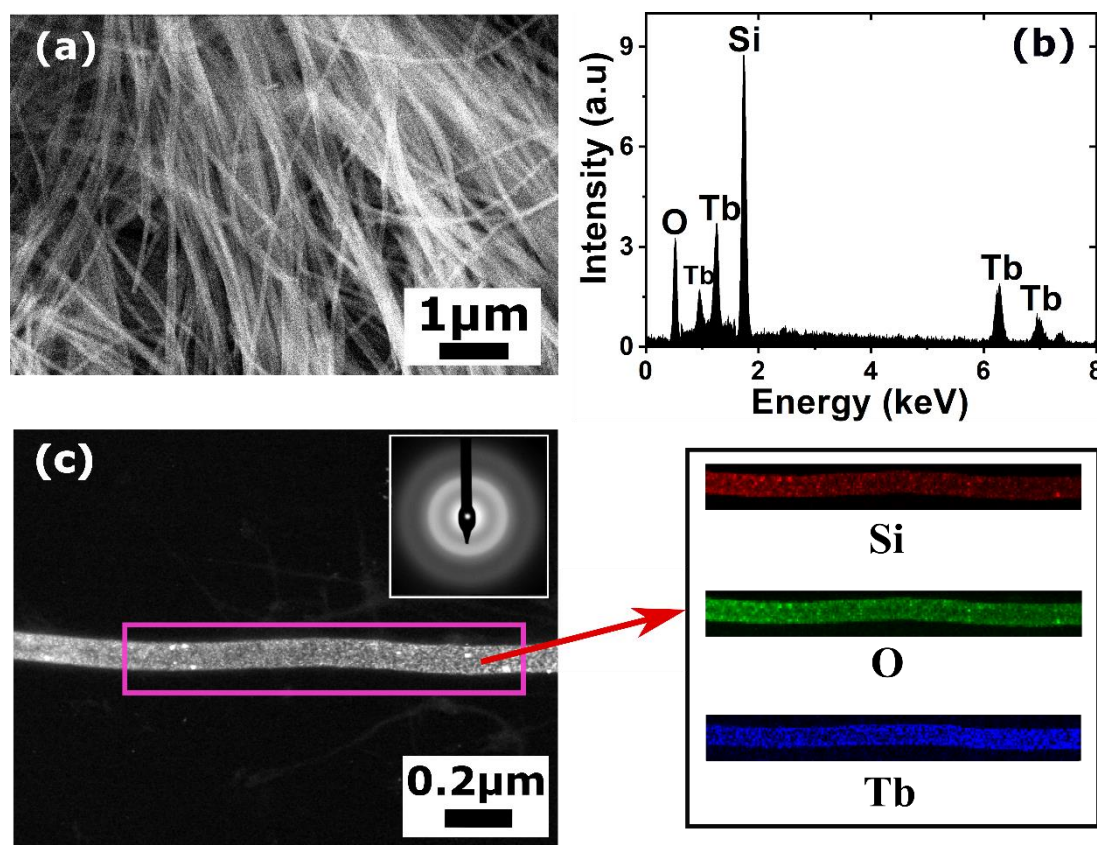 (a)
1μm
(b)
Si
O
Tb
Tb
Tb
Tb
9
6
3
0
Intensity (a.u)
0 2 4 6 8
Energy (keV)
(c)
0.2μm
Si
O
Tb